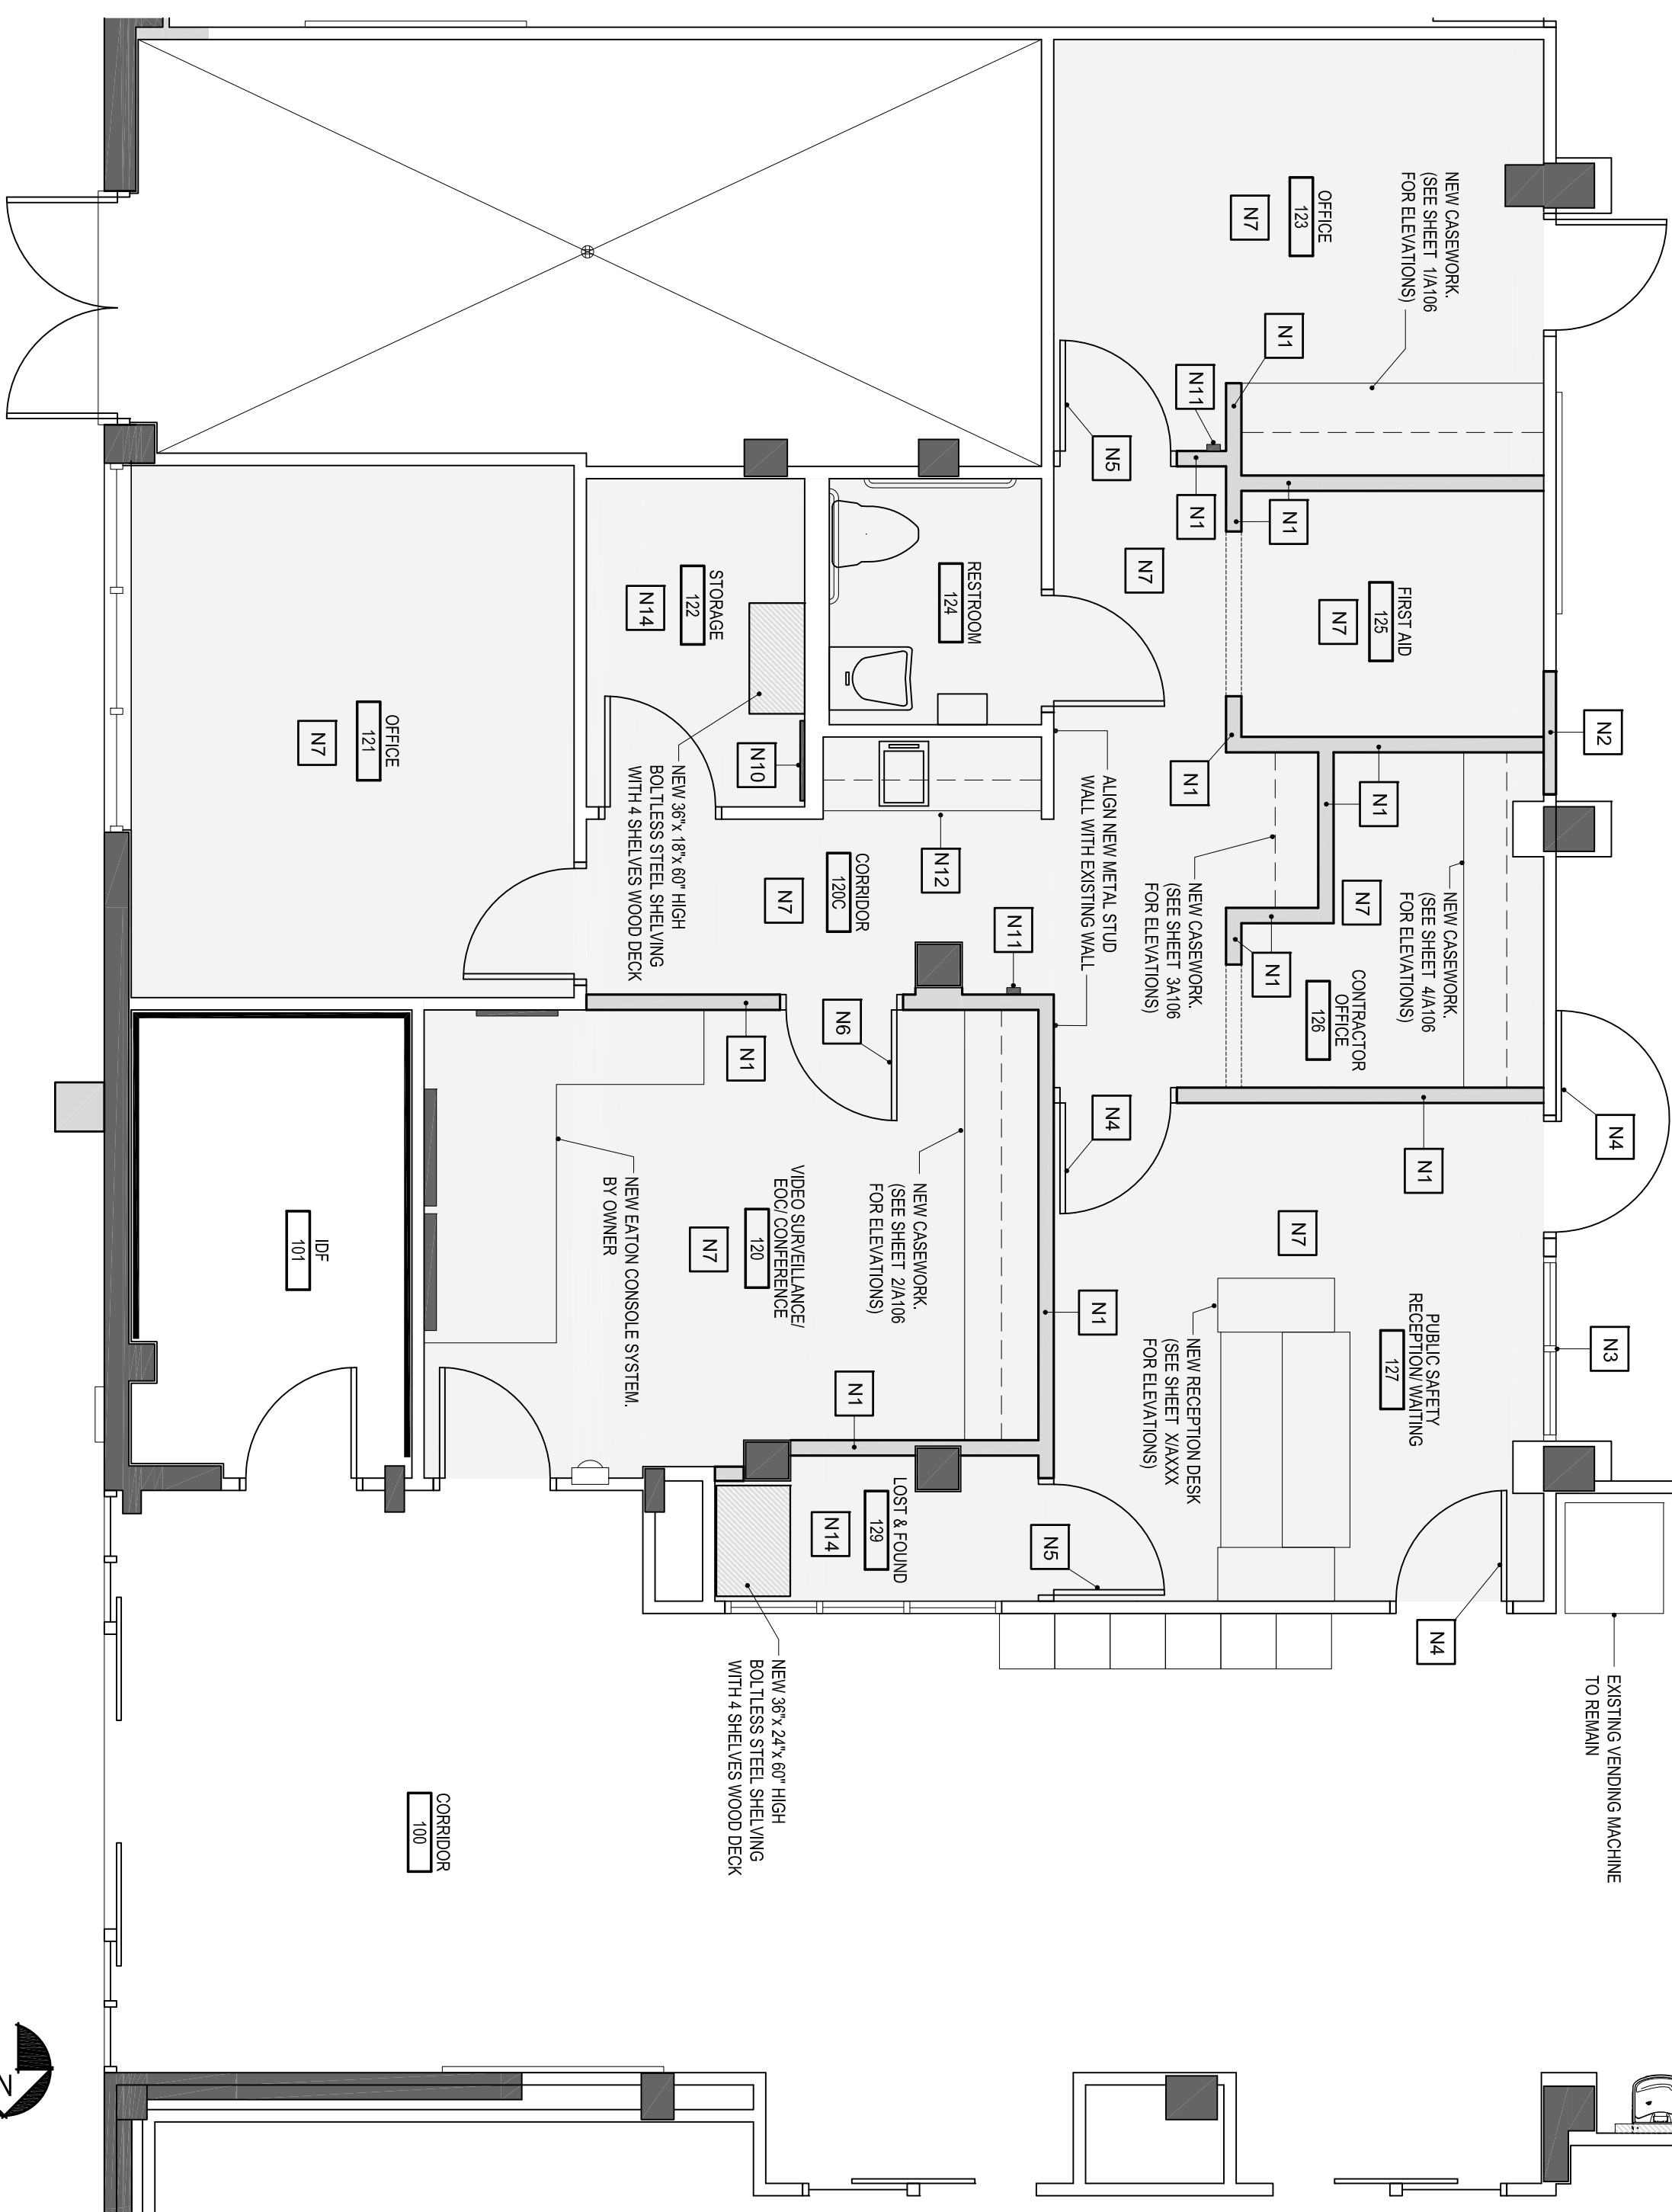 EXISTING VENDING MACHINE
TO REMAIN
N2
N4
N3
NEW CASEWORK.
(SEE SHEET  1/A106
FOR ELEVATIONS)
OFFICE
123
N7
N1
N11
N5
N1
N1
N7
FIRST AID
125
N7
N1
N1
N7
NEW CASEWORK.
(SEE SHEET  4/A106
FOR ELEVATIONS)
CONTRACTOR
OFFICE
126
N1
NEW CASEWORK.
(SEE SHEET  3A106
FOR ELEVATIONS)
ALIGN NEW METAL STUD
WALL WITH EXISTING WALL
N4
N1
N7
PUBLIC SAFETY
RECEPTION/ WAITING
127
NEW RECEPTION DESK
(SEE SHEET  X/AXXX
FOR ELEVATIONS)
N4
N1
RESTROOM
124
STORAGE
122
N14
N10
NEW 36"x 18"x 60" HIGH
BOLTLESS STEEL SHELVING
WITH 4 SHELVES WOOD DECK
N12
CORRIDOR
120C
N7
N11
N6
N1
NEW CASEWORK.
(SEE SHEET  2/A106
FOR ELEVATIONS)
VIDEO SURVEILLANCE/
EOC/ CONFERENCE
120
N7
NEW EATON CONSOLE SYSTEM.
BY OWNER
N1
LOST & FOUND
129
N14
N5
NEW 36"x 24"x 60" HIGH
BOLTLESS STEEL SHELVING
WITH 4 SHELVES WOOD DECK
OFFICE
121
N7
IDF
101
CORRIDOR
100
N